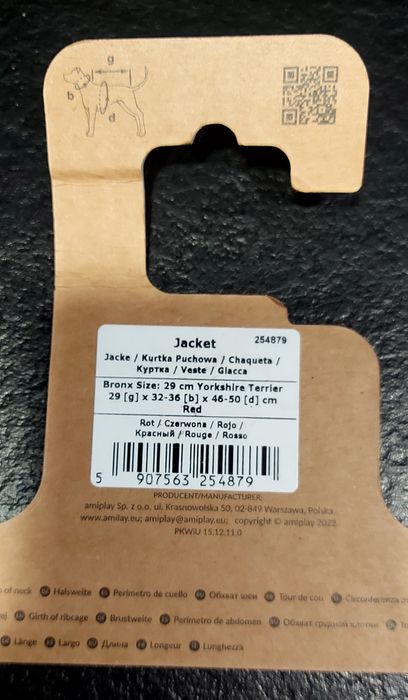 g
b
d
Jacket 254879
Jacke / Kurtka Puchowa / Chaqueta /
Куртка / Veste / Giacca
Bronx Size: 29 cm Yorkshire Terrier
29 [g] x 32-36 [b] x 46-50 [d] cm
Red
Rot / Czerwona / Rojo /
Красный / Rouge / Rosso
5 907563 254879
PRODUCENT/MANUFACTURER:
amiplay Sp. z o.o. ul. Krasnowolska 50, 02-849 Warszawa, Polska
www.amilay.eu; amiplay@amiplay.eu; copyright © amiplay 2022
PKWiU 15.12.11.0
of neck Halsweite Perimetro de cuello Обхват шеи Tour de cou Circonferenza
Girth of ribcage Brustweite Perimetro de abdomen Обхват грудной клетки
Länge Largo Длина Longeur Lunghezza